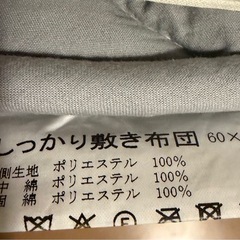 しっかり敷き布団 60×
側生地 ポリエステル 100%
中 綿 ポリエステル 100%
固 綿 ポリエステル 100%